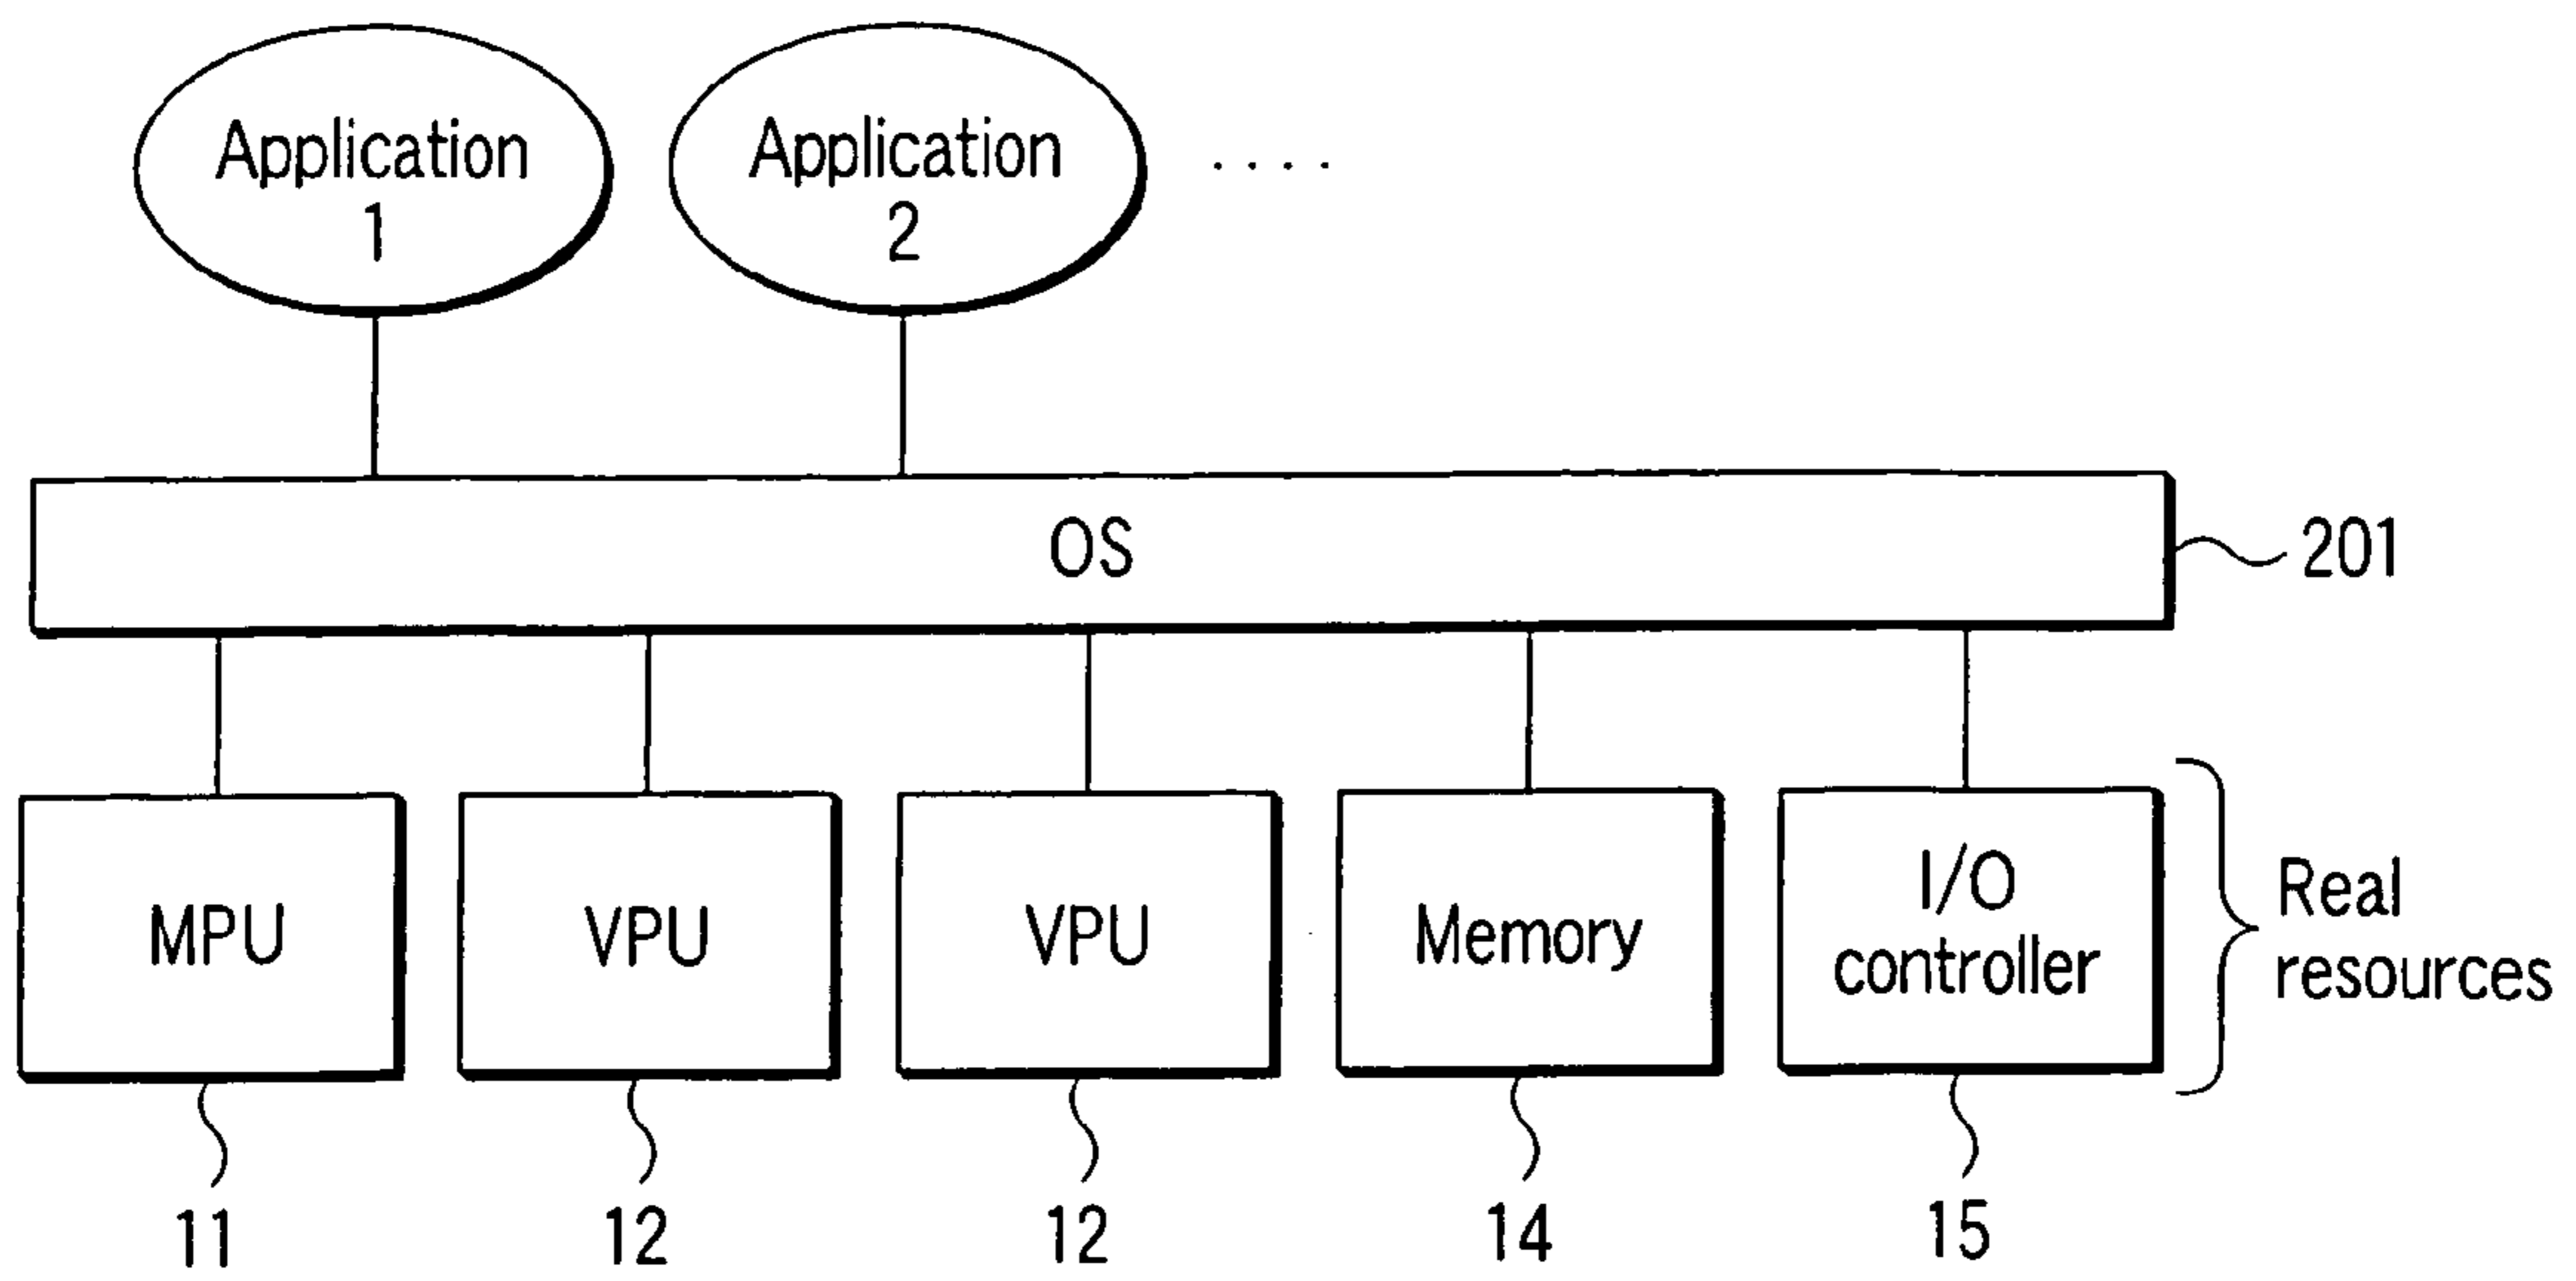 Application
1
Application
2
....
OS
201
MPU
VPU
VPU
Memory
I/O
controller
Real
resources
11
12
12
14
15